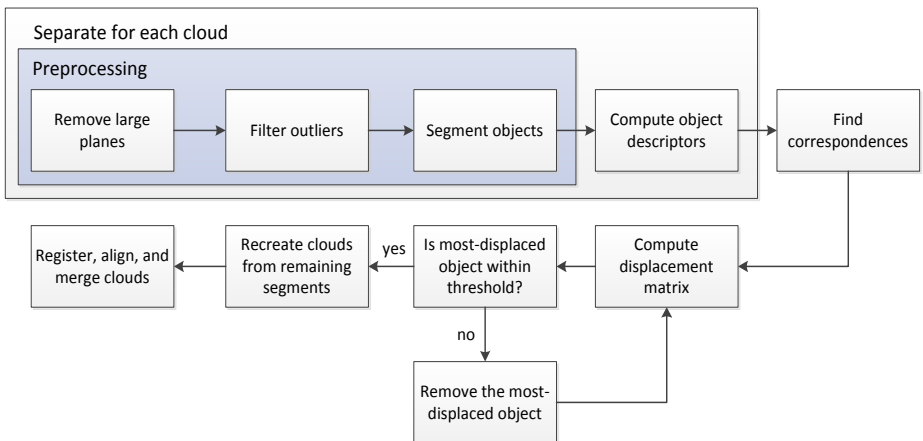 Separate for each cloud
Preprocessing
Remove large
planes
Filter outliers
Segment objects
Compute object
descriptors
Find
correspondences
Register, align, and
merge clouds
Recreate clouds
from remaining
segments
yes
Is most-displaced
object within
threshold?
Compute
displacement
matrix
no
Remove the most-
displaced object